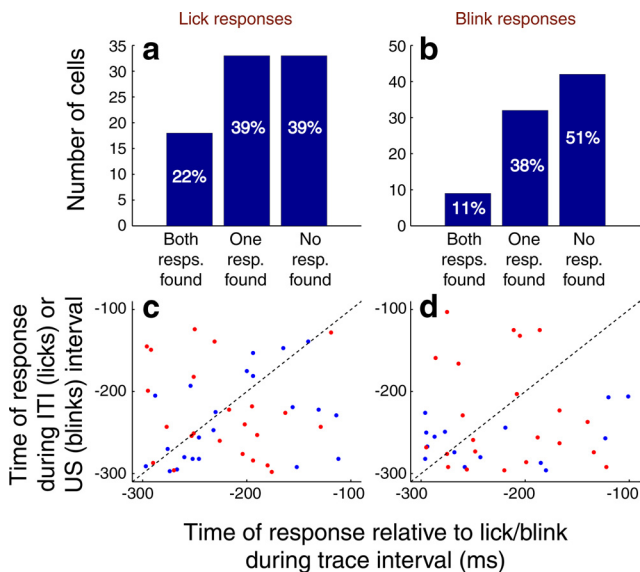 Lick responses
Blink responses
a
b
Number of cells
35
30
25
20
15
10
5
0
22%
39%
39%
50
40
30
20
10
0
11%
38%
51%
Both resps. found
One resp. found
No resp. found
Both resps. found
One resp. found
No resp. found
c
d
Time of response
during ITI (licks) or
US (blinks) interval
-100
-200
-300
-300
-200
-100
-100
-200
-300
-300
-200
-100
Time of response relative to lick/blink
during trace interval (ms)